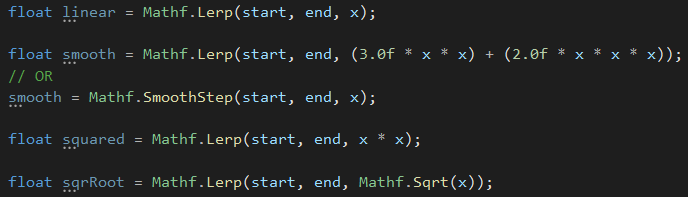 float linear = Mathf.Lerp(start, end, x);
float smooth = Mathf.Lerp(start, end, (3.0f * x * x) + (2.0f * x * x * x));
// OR
smooth = Mathf.SmoothStep(start, end, x);
float squared = Mathf.Lerp(start, end, x * x);
float sqrRoot = Mathf.Lerp(start, end, Mathf.Sqrt(x));